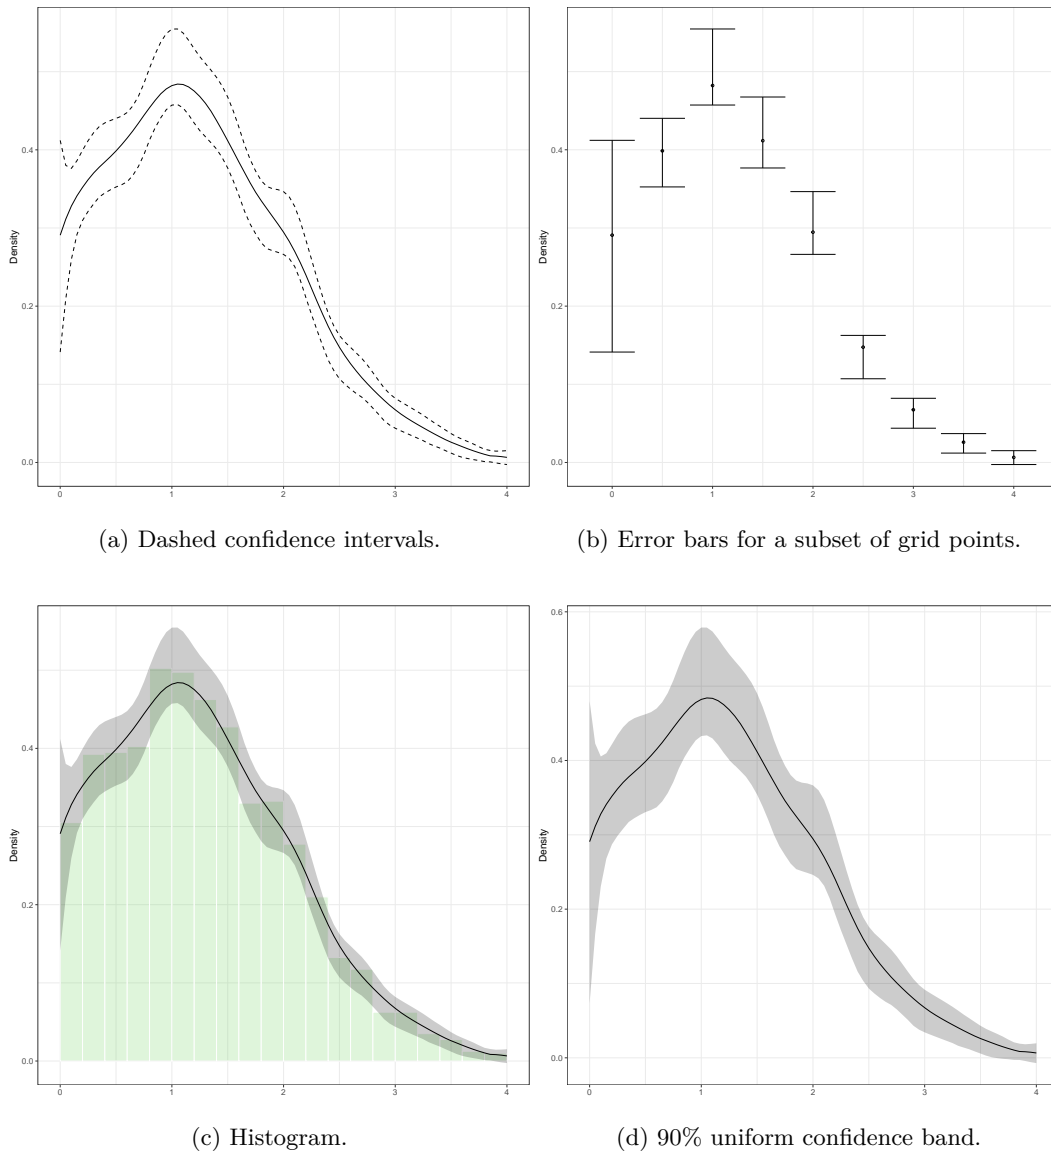 Density
0.4
0.2
0.0
0 1 2 3 4
(a) Dashed confidence intervals.
Density
0.4
0.2
0.0
0 1 2 3 4
(b) Error bars for a subset of grid points.
Density
0.4
0.2
0.0
0 1 2 3 4
(c) Histogram.
Density
0.6
0.4
0.2
0.0
0 1 2 3 4
(d) 90% uniform confidence band.